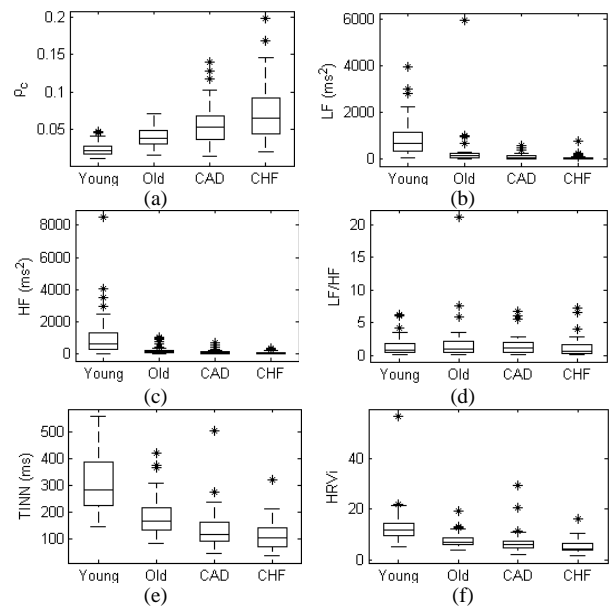 0.2
0.15
0.1
0.05
ρc
Young Old CAD CHF
(a)
6000
4000
2000
0
LF (ms²)
Young Old CAD CHF
(b)
8000
6000
4000
2000
0
HF (ms²)
Young Old CAD CHF
(c)
20
15
10
5
0
LF/HF
Young Old CAD CHF
(d)
500
400
300
200
100
TINN (ms)
Young Old CAD CHF
(e)
40
20
0
HRVi
Young Old CAD CHF
(f)